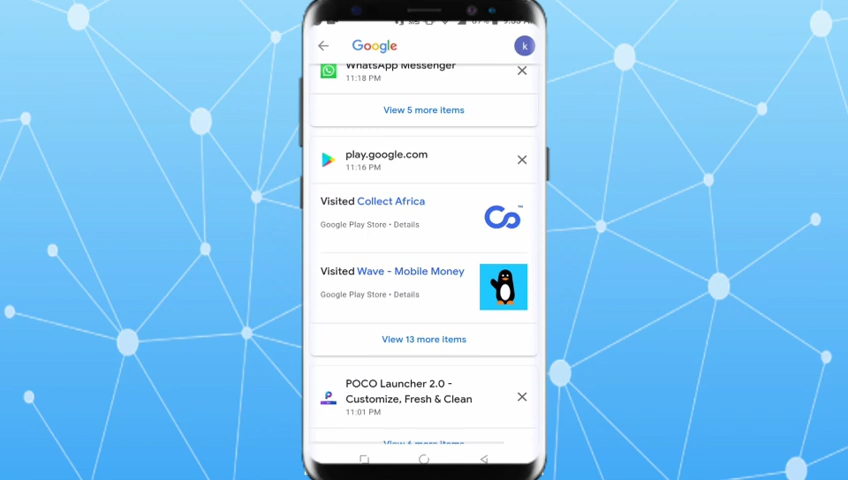 Google
k
WhatsApp Messenger
11:18 PM
View 5 more items
play.google.com
11:16 PM
Visited Collect Africa
Google Play Store • Details
Visited Wave - Mobile Money
Google Play Store • Details
View 13 more items
POCO Launcher 2.0 -
Customize, Fresh & Clean
11:01 PM